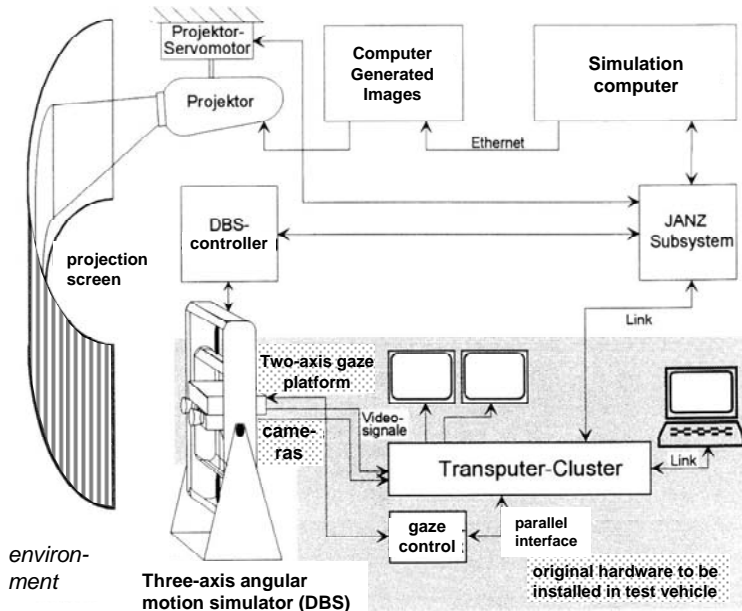 Projektor-
Servomotor
Projektor
Computer
Generated
Images
Simulation
computer
Ethernet
DBS-
controller
JANZ
Subsystem
projection
screen
Link
Two-axis gaze
platform
Video-
signale
came-
ras
Transputer-Cluster
Link
gaze
control
parallel
interface
environ-
ment
Three-axis angular
motion simulator (DBS)
original hardware to be
installed in test vehicle